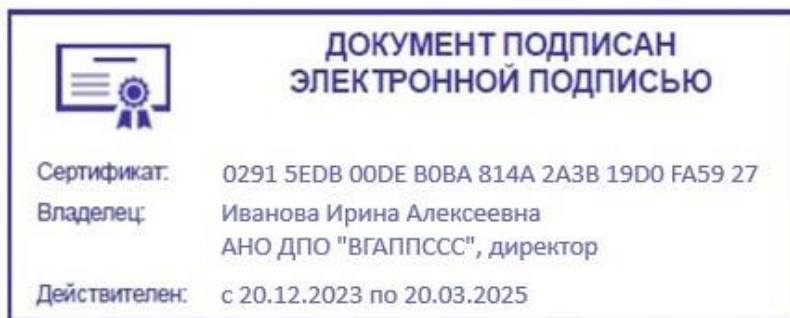 ДОКУМЕНТ ПОДПИСАН
ЭЛЕКТРОННОЙ ПОДПИСЬЮ
Сертификат: 0291 5EDB 00DE B0BA 814A 2A3B 19D0 FA59 27
Владелец: Иванова Ирина Алексеевна
АНО ДПО "ВГАППССС", директор
Действителен: с 20.12.2023 по 20.03.2025